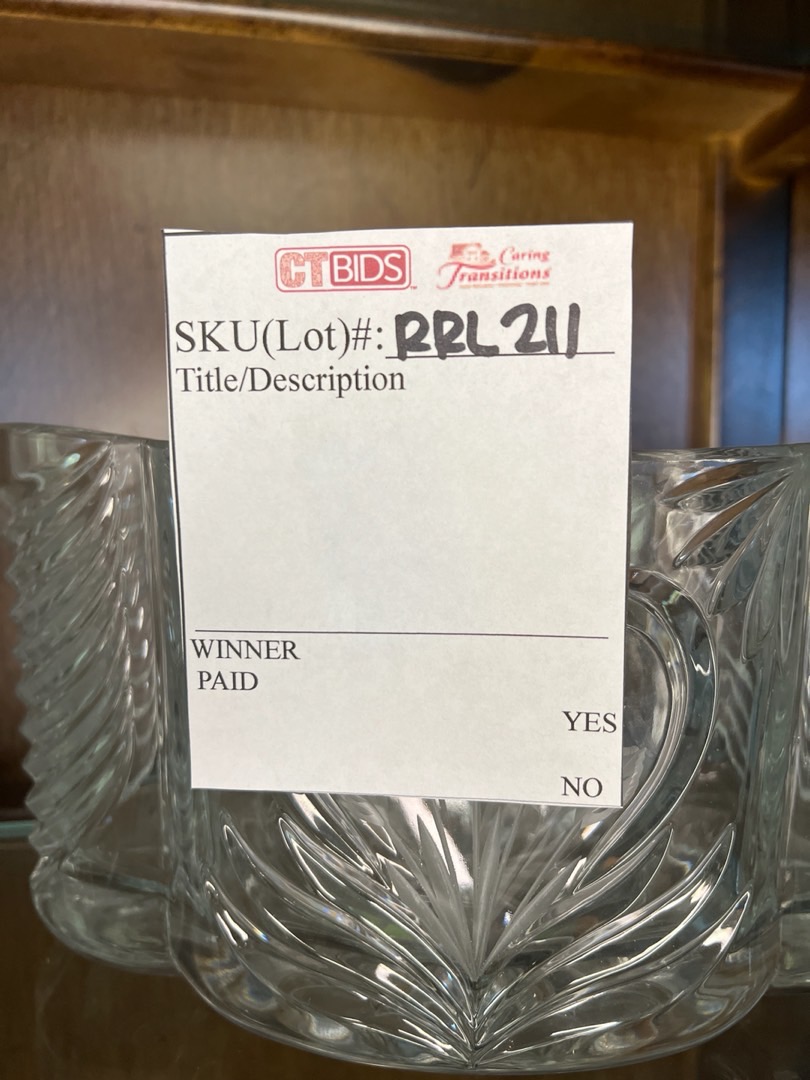 CTBIDS Caring Transitions
SKU(Lot)#: RRL 211
Title/Description
WINNER
PAID
YES
NO